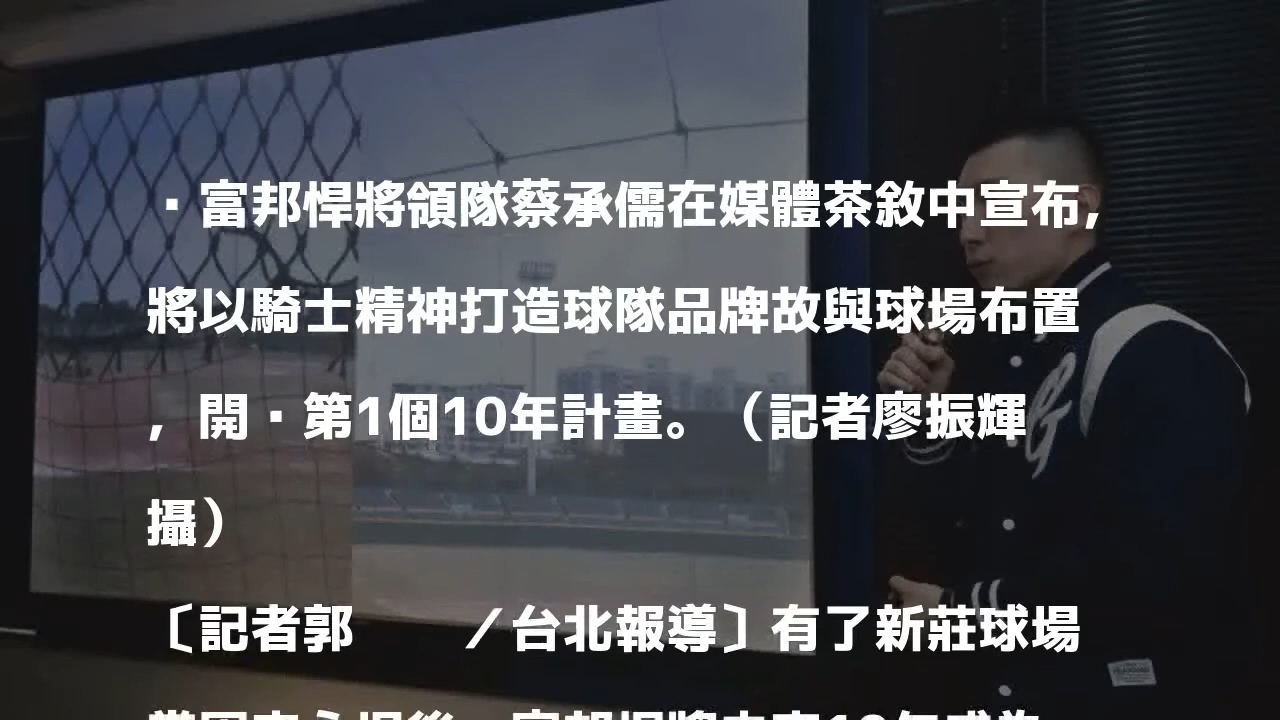 ·富邦悍將領隊蔡承儒在媒體茶敘中宣布,
將以騎士精神打造球隊品牌故與球場布置
，開·第1個10年計畫。（記者廖振輝
攝）
〔記者郭　　／台北報導〕有了新莊球場